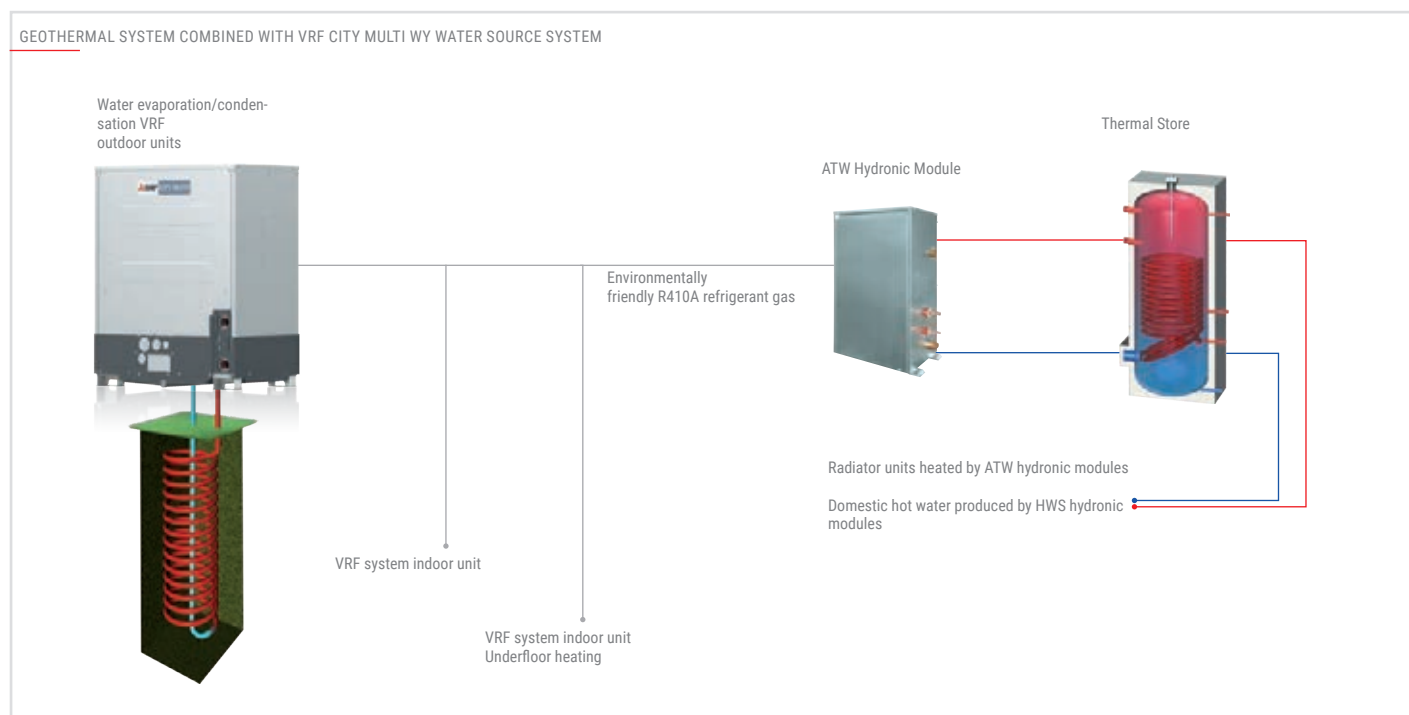 GEOTHERMAL SYSTEM COMBINED WITH VRF CITY MULTI WY WATER SOURCE SYSTEM
Water evaporation/conden-
sation VRF
outdoor units
Thermal Store
ATW Hydronic Module
Environmentally
friendly R410A refrigerant gas
Radiator units heated by ATW hydronic modules
Domestic hot water produced by HWS hydronic
modules
VRF system indoor unit
VRF system indoor unit
Underfloor heating